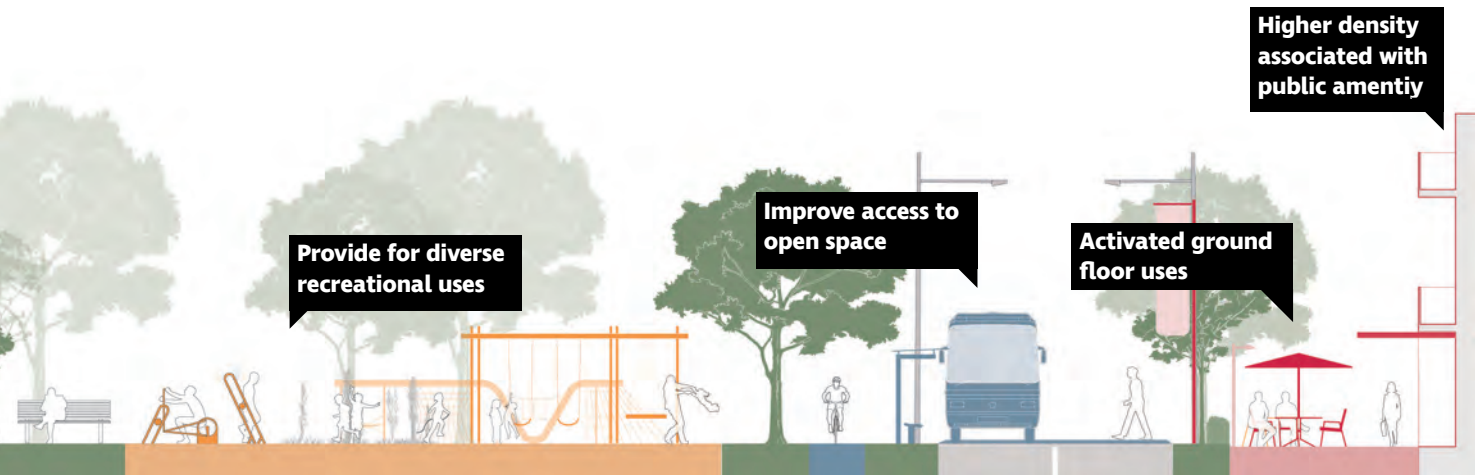 Higher density
associated with
public amentiy
Improve access to
open space
Activated ground
floor uses
Provide for diverse
recreational uses